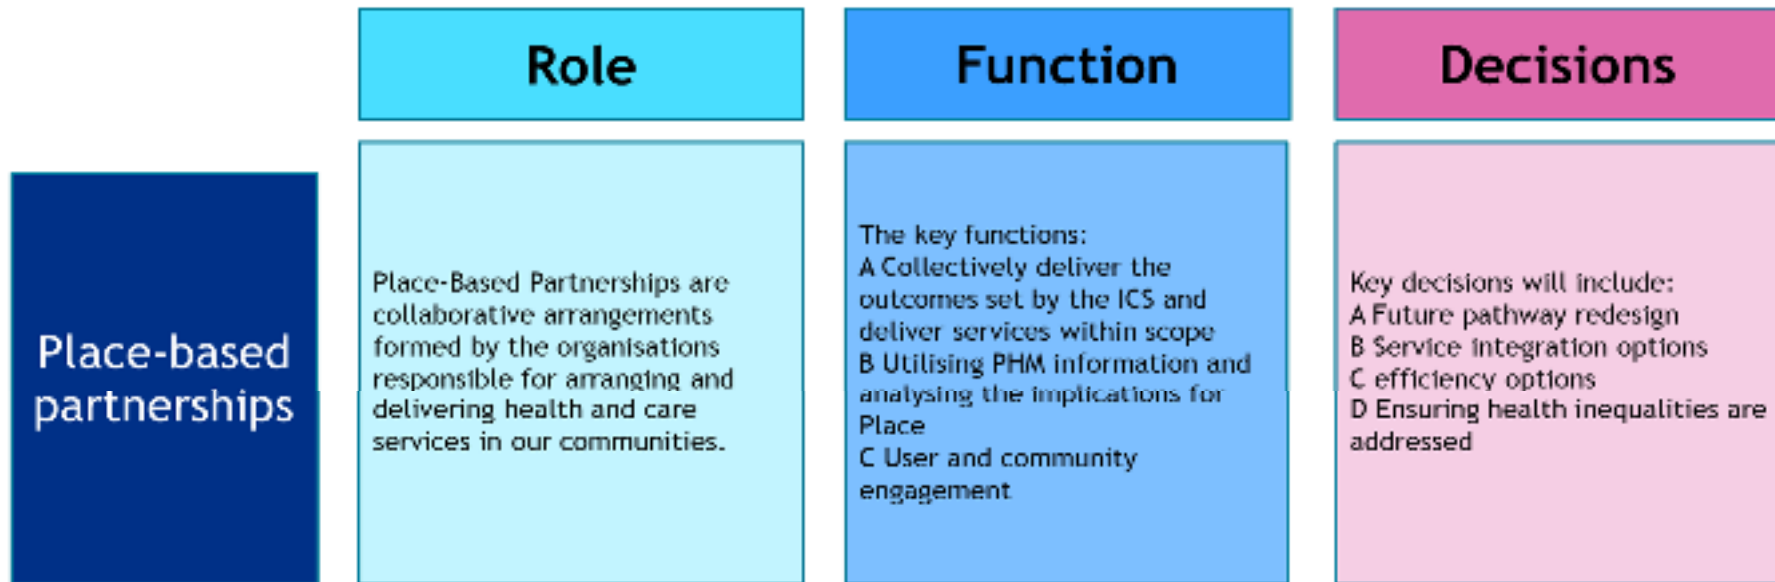 Role
Function
Decisions
Place-based
partnerships
Place-Based Partnerships are
collaborative arrangements
formed by the organisations
responsible for arranging and
delivering health and care
services in our communities.
The key functions:
A Collectively deliver the
outcomes set by the ICS and
deliver services within scope
B Utilising PHM information and
analysing the implications for
Place
C User and community
engagement
Key decisions will include:
A Future pathway redesign
B Service integration options
C efficiency options
D Ensuring health inequalities are
addressed